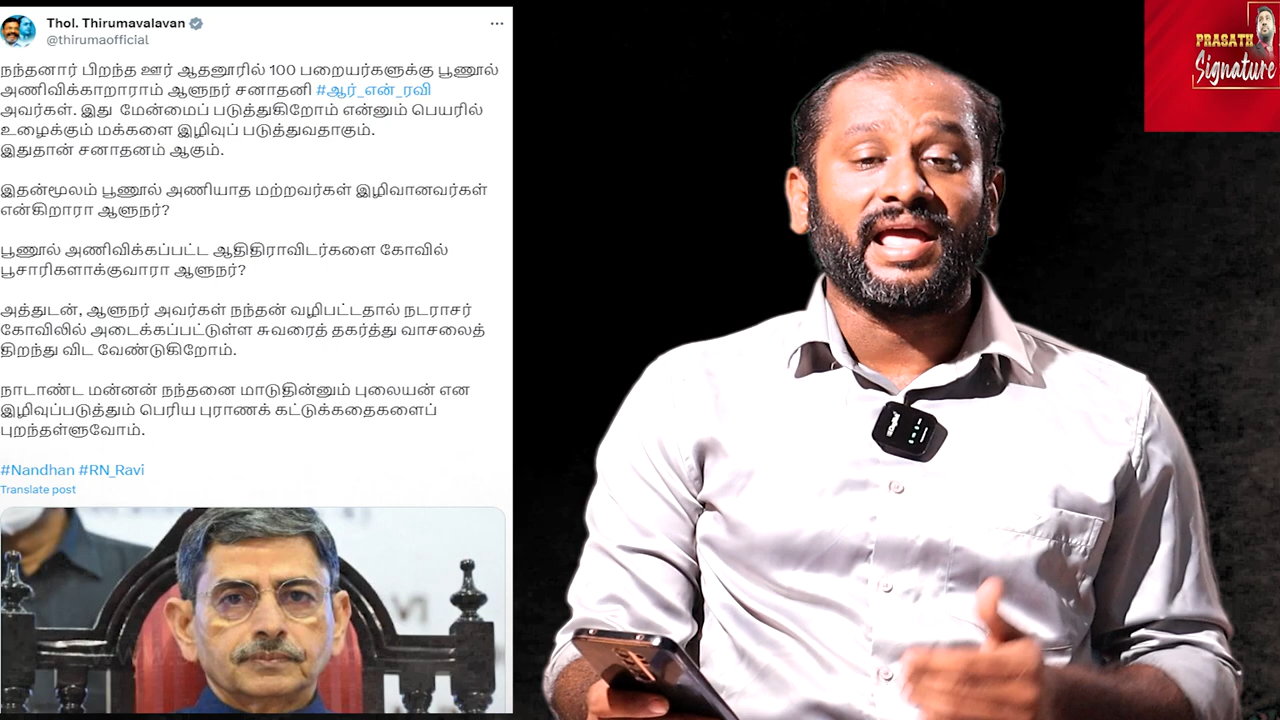 Thol. Thirumavalavan
@thirumaofficial
நந்தனார் பிறந்த ஊர் ஆதனூரில் 100 பறையர்களுக்கு பூணூல்
அணிவிக்காறாராம் ஆளுநர் சனாதனி #ஆர்_என்_ரவி
அவர்கள். இது மேன்மைப் படுத்துகிறோம் என்னும் பெயரில்
உழைக்கும் மக்களை இழிவுப் படுத்துவதாகும்.
இதுதான் சனாதனம் ஆகும்.
இதன்மூலம் பூணூல் அணியாத மற்றவர்கள் இழிவானவர்கள்
என்கிறாரா ஆளுநர்?
பூணூல் அணிவிக்கப்பட்ட ஆதிதிராவிடர்களை கோவில்
பூசாரிகளாக்குவாரா ஆளுநர்?
அத்துடன், ஆளுநர் அவர்கள் நந்தன் வழிபட்டதால் நடராசர்
கோவிலில் அடைக்கப்பட்டுள்ள சுவரைத் தகர்த்து வாசலைத்
திறந்து விட வேண்டுகிறோம்.
நாடாண்ட மன்னன் நந்தனை மாடுதின்னும் புலையன் என
இழிவுப்படுத்தும் பெரிய புராணக் கட்டுக்கதைகளைப்
புறந்தள்ளுவோம்.
#Nandhan #RN_Ravi
Translate post
PRASATH
Signature